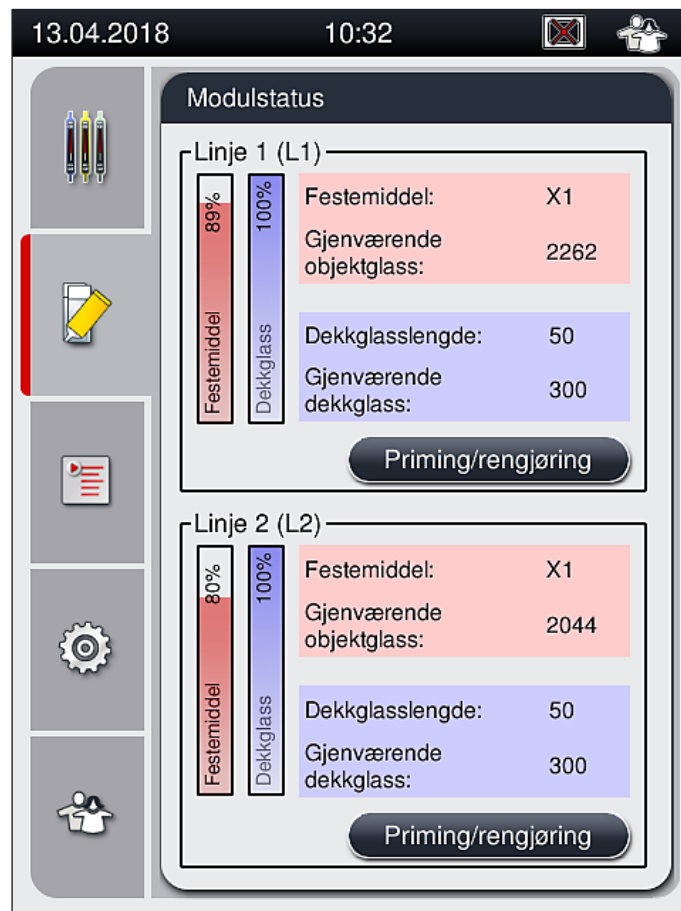 13.04.2018 10:32
Modulstatus
Linje 1 (L1)
89%
Festemiddel
100%
Dekkglass
Festemiddel: X1
Gjenværende
objektglass: 2262
Dekkglasslengde: 50
Gjenværende
dekkglass: 300
Priming/rengjøring
Linje 2 (L2)
80%
Festemiddel
100%
Dekkglass
Festemiddel: X1
Gjenværende
objektglass: 2044
Dekkglasslengde: 50
Gjenværende
dekkglass: 300
Priming/rengjøring